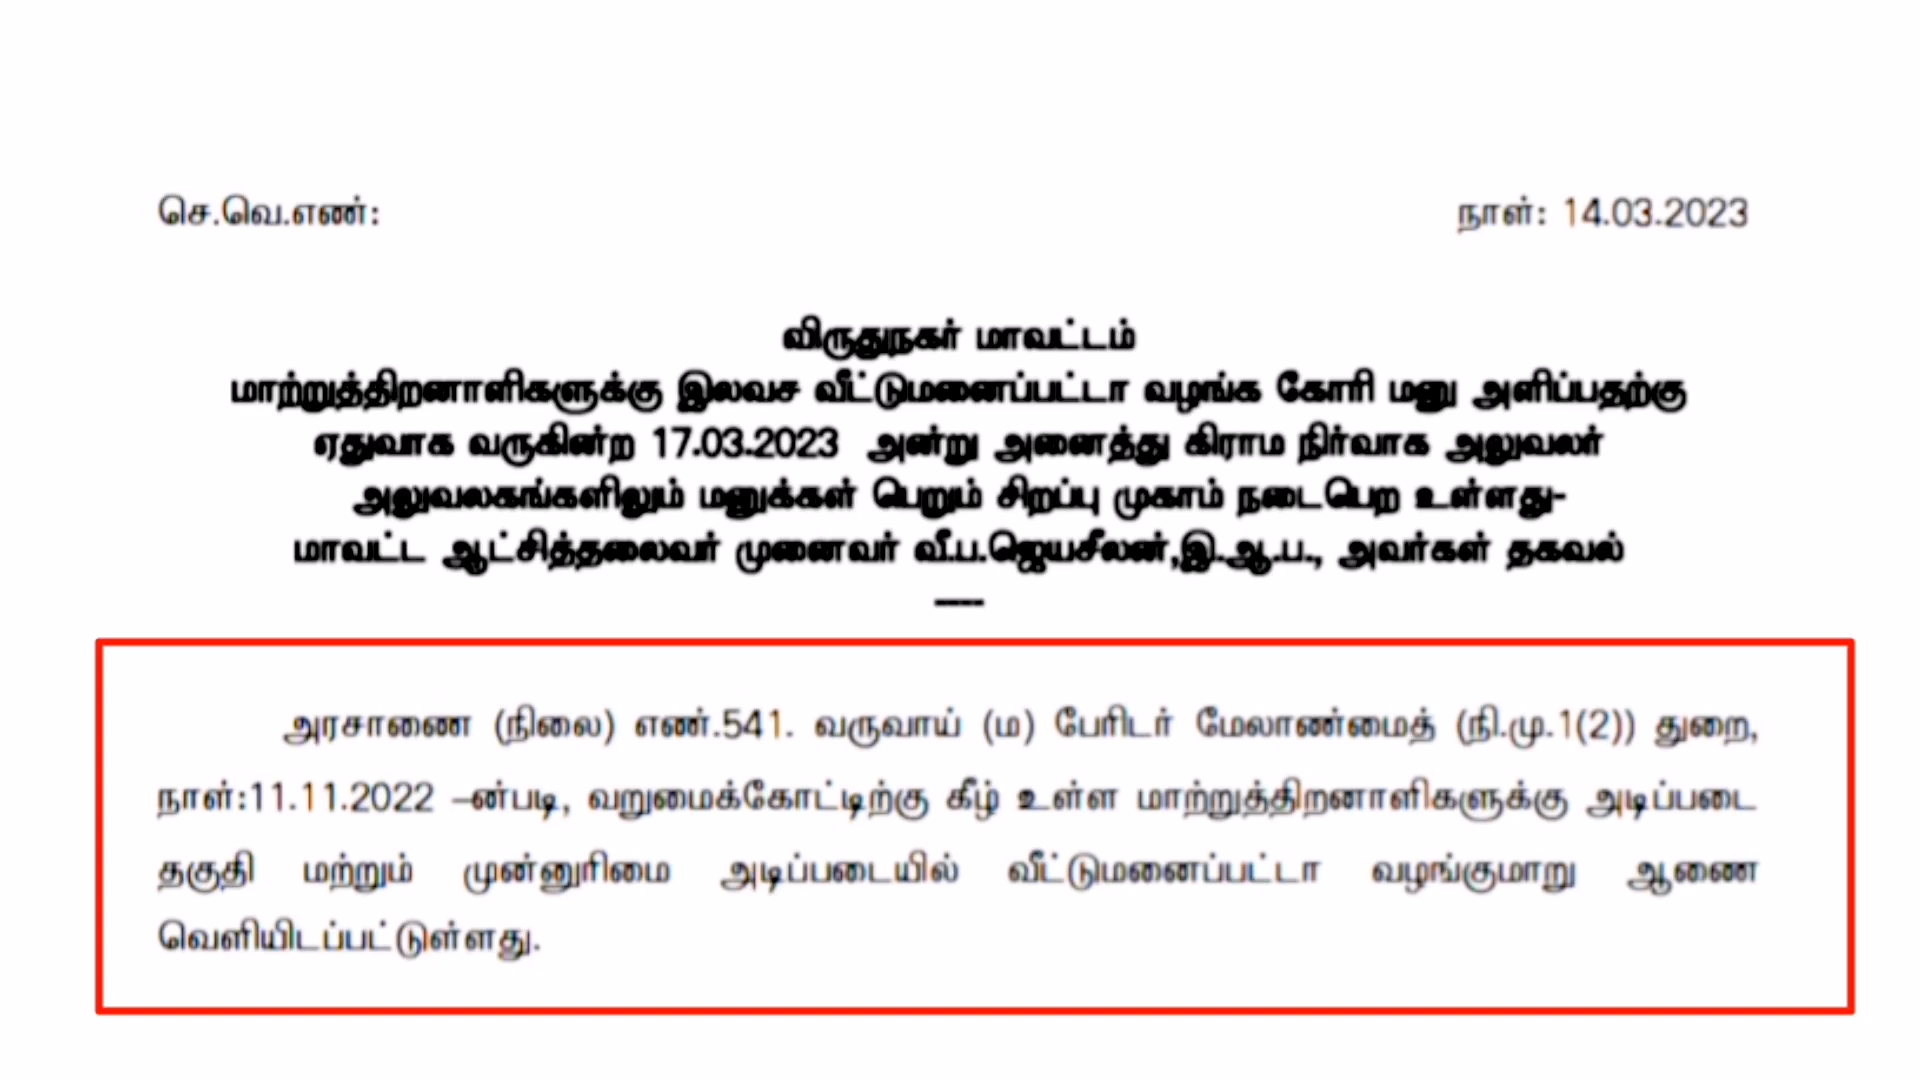 செ.வெ.எண்:
நாள்: 14.03.2023
விருதுநகர் மாவட்டம்
மாற்றுத்திறனாளிகளுக்கு இலவச வீட்டுமனைப்பட்டா வழங்க கோரி மனு அளிப்பதற்கு
ஏதுவாக வருகின்ற 17.03.2023 அன்று அனைத்து கிராம நிர்வாக அலுவலர்
அலுவலகங்களிலும் மனுக்கள் பெறும் சிறப்பு முகாம் நடைபெற உள்ளது-
மாவட்ட ஆட்சித்தலைவர் முனைவர் வீ.ப.ஜெயசீலன்,இ.ஆ.ப., அவர்கள் தகவல்
----
அரசாணை (நிலை) எண்.541. வருவாய் (ம) பேரிடர் மேலாண்மைத் (நி.மு.1(2)) துறை,
நாள்:11.11.2022 –ன்படி, வறுமைக்கோட்டிற்கு கீழ் உள்ள மாற்றுத்திறனாளிகளுக்கு அடிப்படை
தகுதி மற்றும் முன்னுரிமை அடிப்படையில் வீட்டுமனைப்பட்டா வழங்குமாறு ஆணை
வெளியிடப்பட்டுள்ளது.